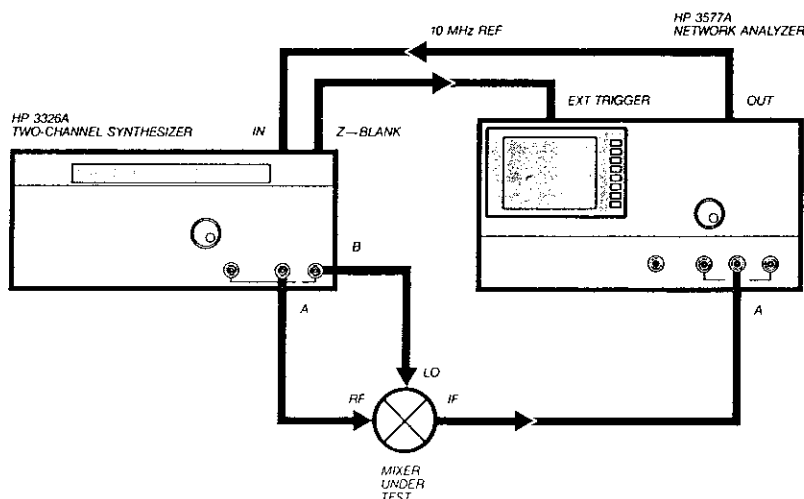 HP 3577A
NETWORK ANALYZER
10 MHz REF
EXT TRIGGER
OUT
HP 3326A
TWO-CHANNEL SYNTHESIZER
IN
Z—BLANK
B
A
A
LO
RF
IF
MIXER
UNDER
TEST